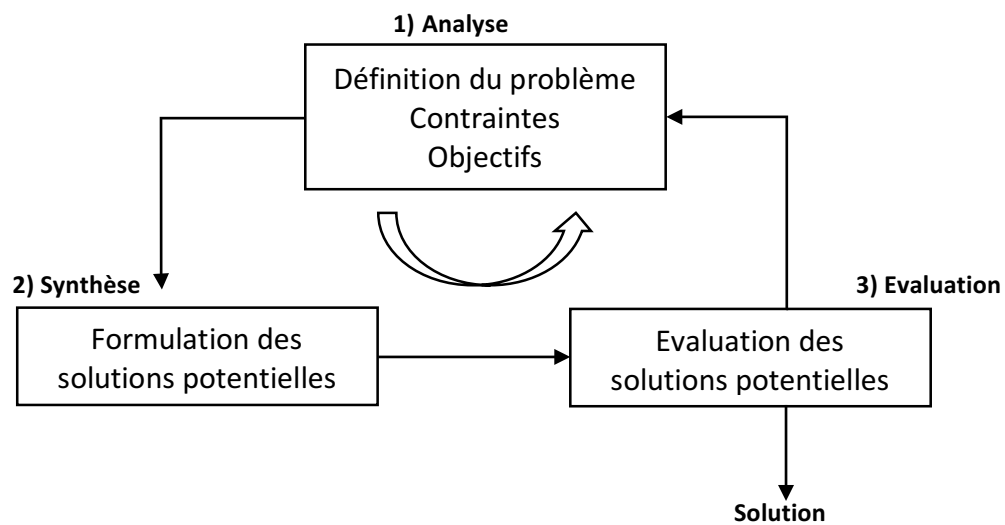 1) Analyse
Définition du problème
Contraintes
Objectifs
2) Synthèse
Formulation des
solutions potentielles
3) Evaluation
Evaluation des
solutions potentielles
Solution